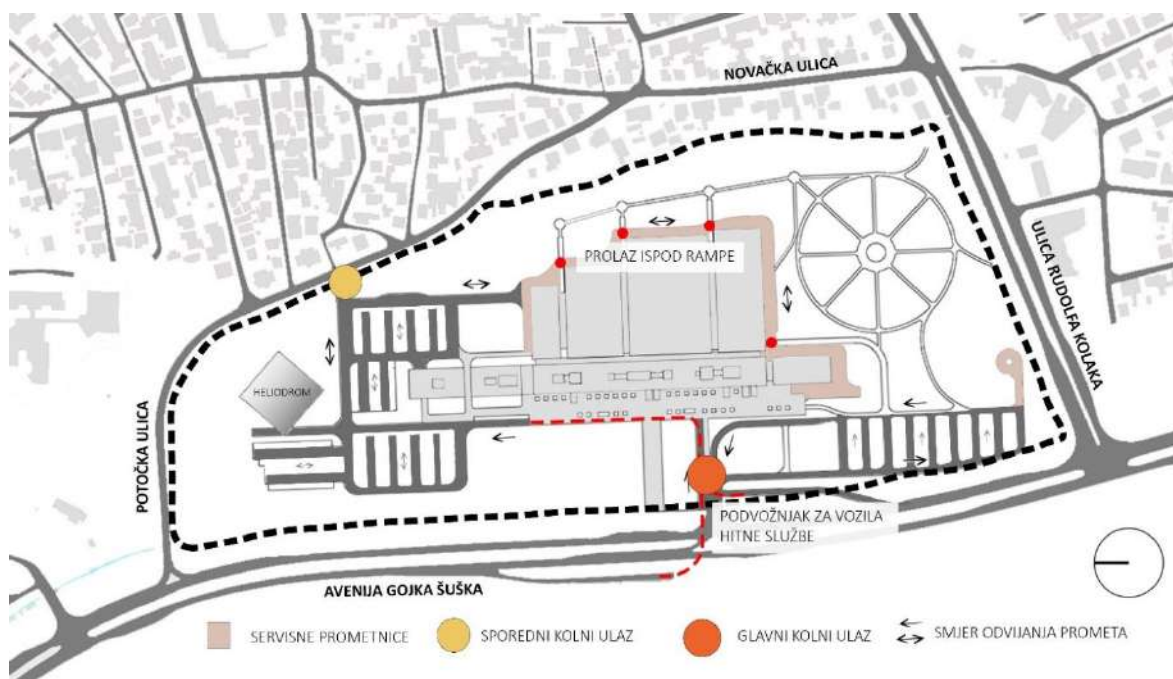 NOVAČKA ULICA
PROLAZ ISPOD RAMPE
ULICA RUDOLFA KOLAKA
HELIODROM
POTOČKA ULICA
PODVOŽNJAK ZA VOZILA
HITNE SLUŽBE
AVENIJA GOJKA ŠUŠKA
SERVISNE PROMETNICE
SPOREDNI KOLNI ULAZ
GLAVNI KOLNI ULAZ
SMJER ODVIJANJA PROMETA